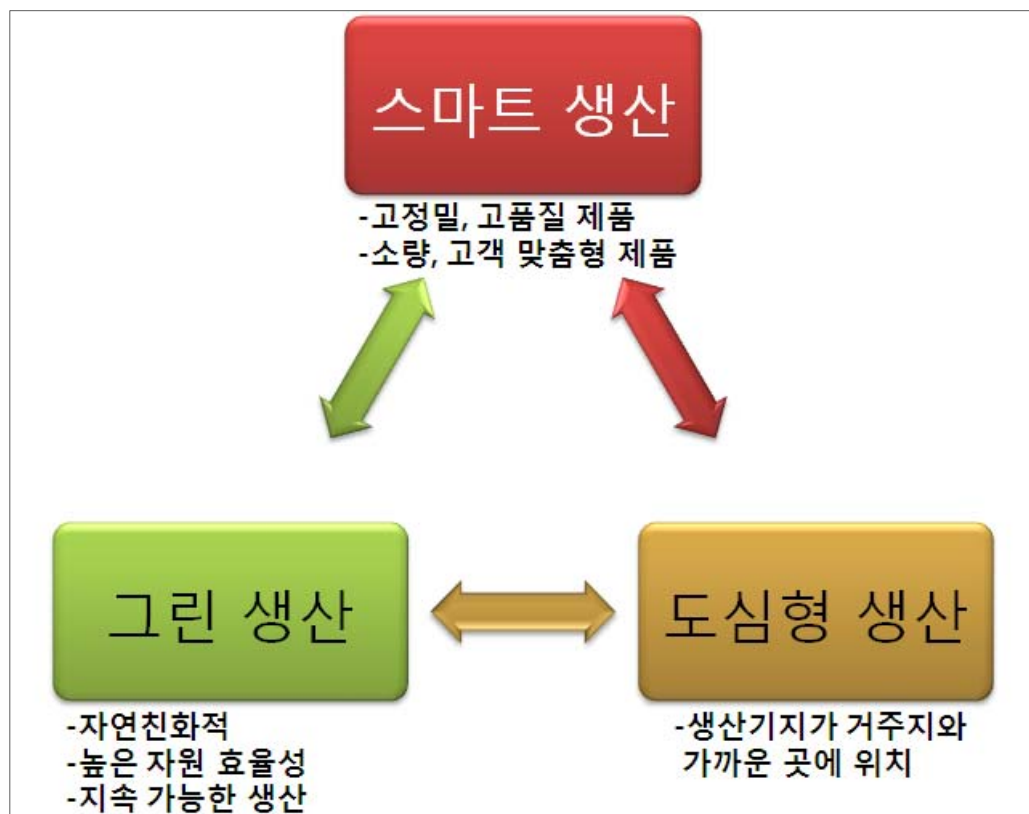 스마트 생산
-고정밀, 고품질 제품
-소량, 고객 맞춤형 제품
그린 생산
-자연친화적
-높은 자원 효율성
-지속 가능한 생산
도심형 생산
-생산기지가 거주지와
가까운 곳에 위치